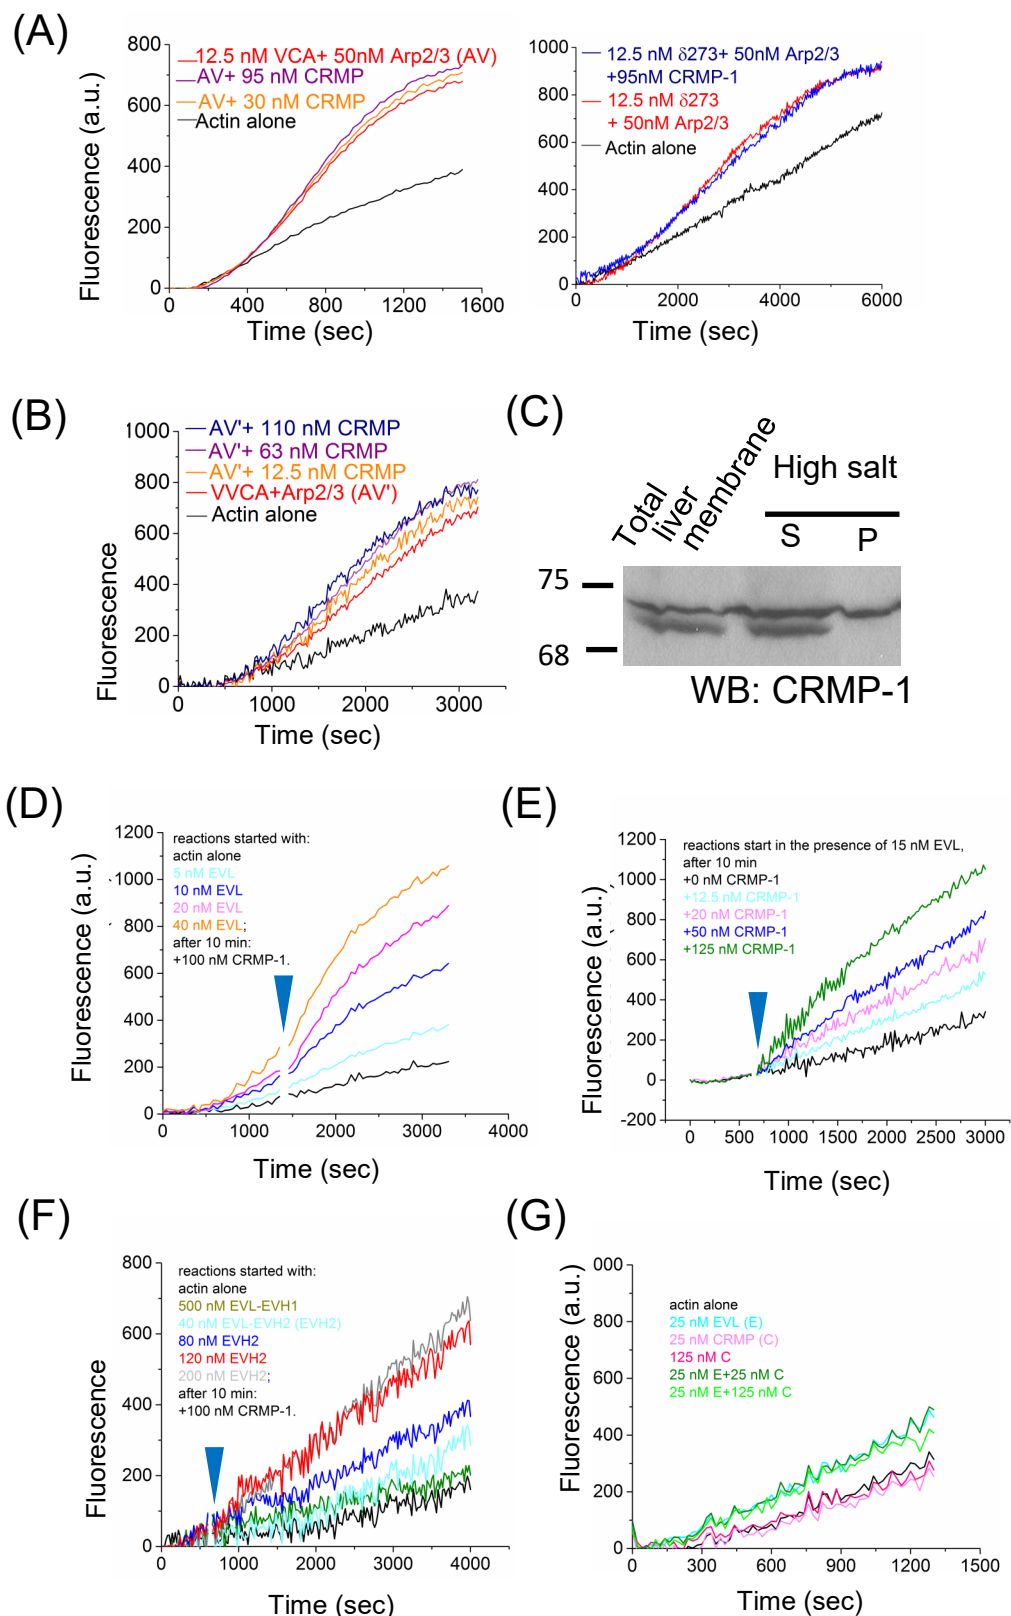 (A)
800
600
400
200
0
0
400
800
1200
1600
Fluorescence (a.u.)
Time (sec)
12.5 nM VCA+ 50nM Arp2/3 (AV)
AV+ 95 nM CRMP
AV+ 30 nM CRMP
Actin alone
1000
800
600
400
200
0
0
2000
4000
6000
Time (sec)
12.5 nM δ273+ 50nM Arp2/3
+95nM CRMP-1
12.5 nM δ273
+ 50nM Arp2/3
Actin alone
(B)
1000
800
600
400
200
0
0
1000
2000
3000
Fluorescence
Time (sec)
AV'+ 110 nM CRMP
AV'+ 63 nM CRMP
AV'+ 12.5 nM CRMP
VVCA+Arp2/3 (AV')
Actin alone
(C)
Total
liver
membrane
High salt
S
P
75
68
WB: CRMP-1
(D)
1200
1000
800
600
400
200
0
0
1000
2000
3000
4000
Fluorescence (a.u.)
Time (sec)
reactions started with:
actin alone
5 nM EVL
10 nM EVL
20 nM EVL
40 nM EVL;
after 10 min:
+100 nM CRMP-1.
(E)
1200
1000
800
600
400
200
0
-200
0
500
1000
1500
2000
2500
3000
Fluorescence (a.u.)
Time (sec)
reactions start in the presence of 15 nM EVL,
after 10 min
+0 nM CRMP-1
+12.5 nM CRMP-1
+20 nM CRMP-1
+50 nM CRMP-1
+125 nM CRMP-1
(F)
800
600
400
200
0
0
1000
2000
3000
4000
Fluorescence
Time (sec)
reactions started with:
actin alone
500 nM EVL-EVH1
40 nM EVL-EVH2 (EVH2)
80 nM EVH2
120 nM EVH2
200 nM EVH2;
after 10 min:
+100 nM CRMP-1.
(G)
000
800
600
400
200
0
0
300
600
900
1200
1500
Fluorescence (a.u.)
Time (sec)
actin alone
25 nM EVL (E)
25 nM CRMP (C)
125 nM C
25 nM E+25 nM C
25 nM E+125 nM C